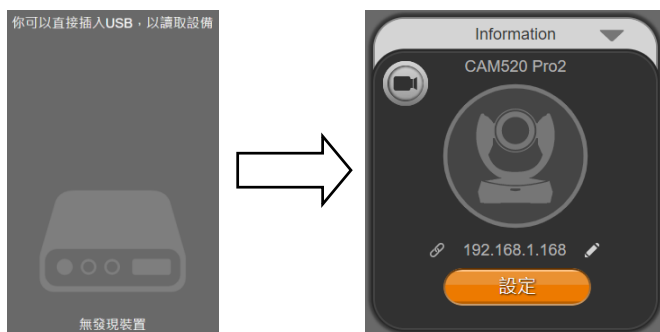 你可以直接插入USB，以讀取設備
無發現裝置
Information
CAM520 Pro2
192.168.1.168
設定